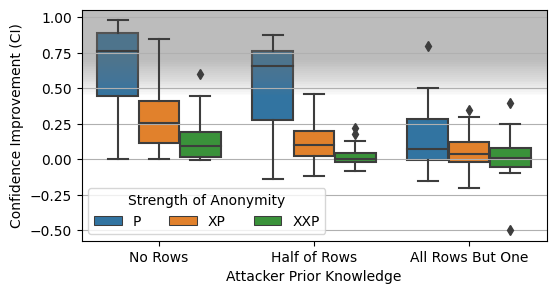 Confidence Improvement (CI)
1.00
0.75
0.50
0.25
0.00
−0.25
−0.50
Strength of Anonymity
P XP XXP
No Rows Half of Rows All Rows But One
Attacker Prior Knowledge